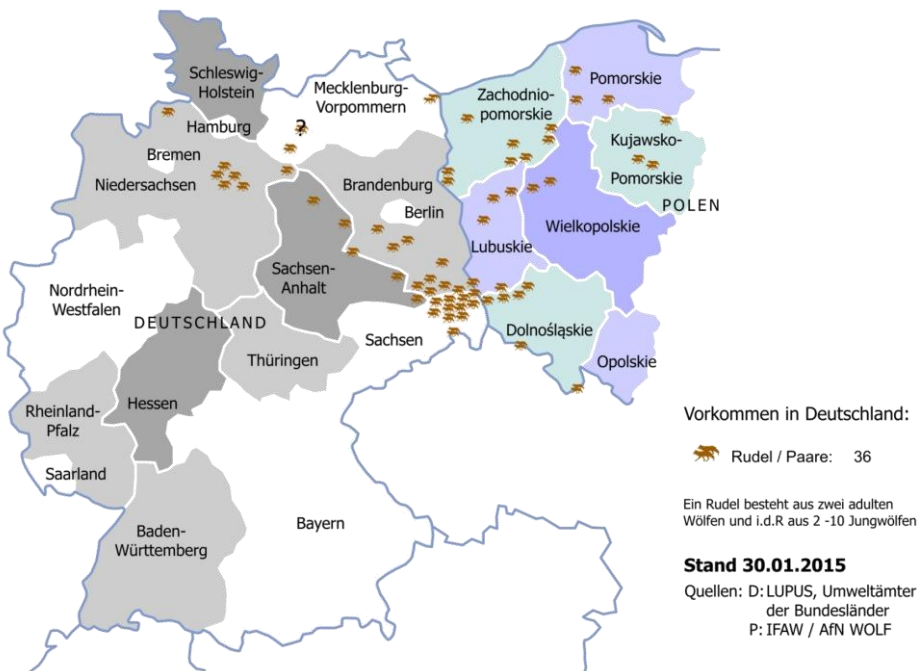 Schleswig-
Holstein
Mecklenburg-
Vorpommern
Hamburg
?
Bremen
Niedersachsen
Brandenburg
Berlin
Sachsen-
Anhalt
Nordrhein-
Westfalen
DEUTSCHLAND
Sachsen
Thüringen
Hessen
Rheinland-
Pfalz
Saarland
Baden-
Württemberg
Bayern
Pomorskie
Zachodnio-
pomorskie
Kujawsko-
Pomorskie
POLEN
Wielkopolskie
Lubuskie
Dolnośląskie
Opolskie
Vorkommen in Deutschland:
Rudel / Paare: 36
Ein Rudel besteht aus zwei adulten
Wölfen und i.d.R aus 2 -10 Jungwölfen
Stand 30.01.2015
Quellen: D: LUPUS, Umweltämter
der Bundesländer
P: IFAW / AfN WOLF